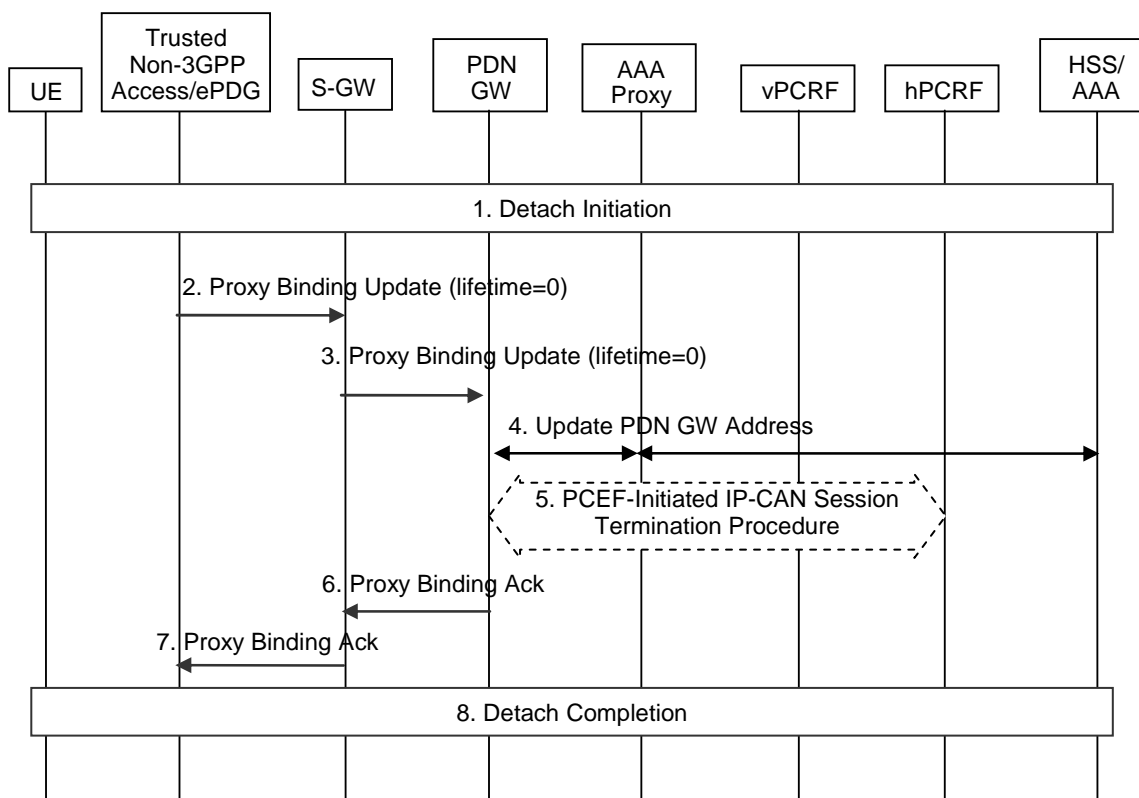 UE
Trusted
Non-3GPP
Access/ePDG
S-GW
PDN
GW
AAA
Proxy
vPCRF
hPCRF
HSS/
AAA
1. Detach Initiation
2. Proxy Binding Update (lifetime=0)
3. Proxy Binding Update (lifetime=0)
4. Update PDN GW Address
5. PCEF-Initiated IP-CAN Session
Termination Procedure
6. Proxy Binding Ack
7. Proxy Binding Ack
8. Detach Completion